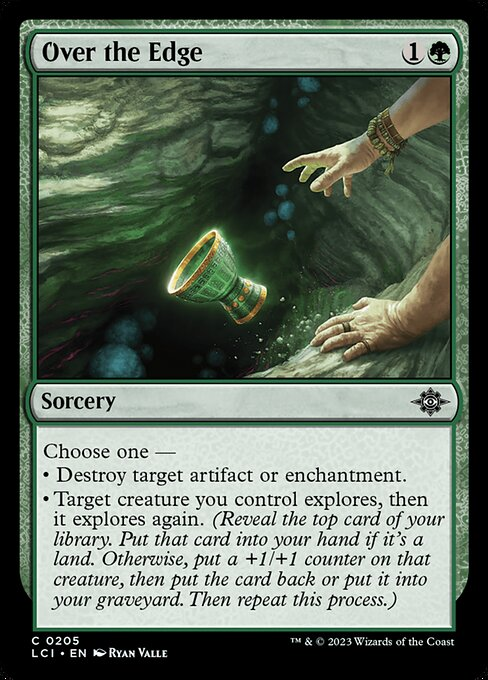 Over the Edge 1
Sorcery
Choose one —
• Destroy target artifact or enchantment.
• Target creature you control explores, then
it explores again. (Reveal the top card of your
library. Put that card into your hand if it's a
land. Otherwise, put a +1/+1 counter on that
creature, then put the card back or put it into
your graveyard. Then repeat this process.)
C 0205
LCI • EN Ryan Valle
™ & © 2023 Wizards of the Coast